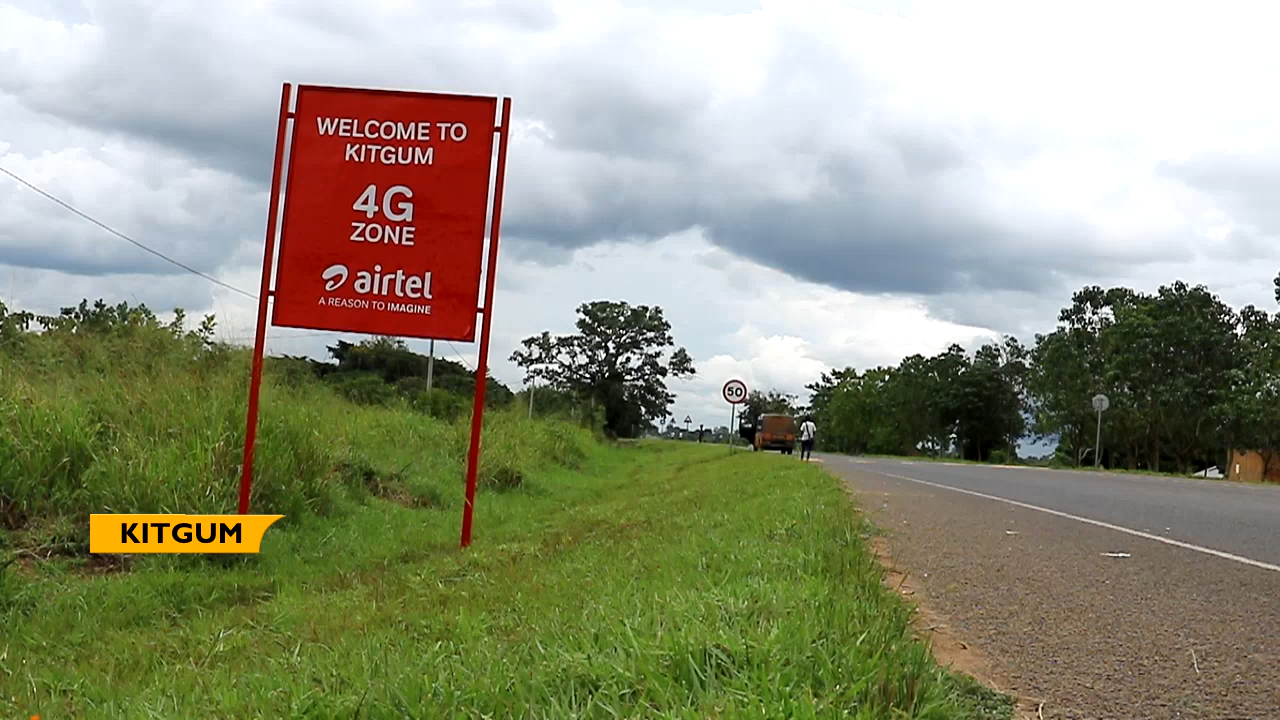 WELCOME TO
KITGUM
4G
ZONE
airtel
A REASON TO IMAGINE
50
KITGUM